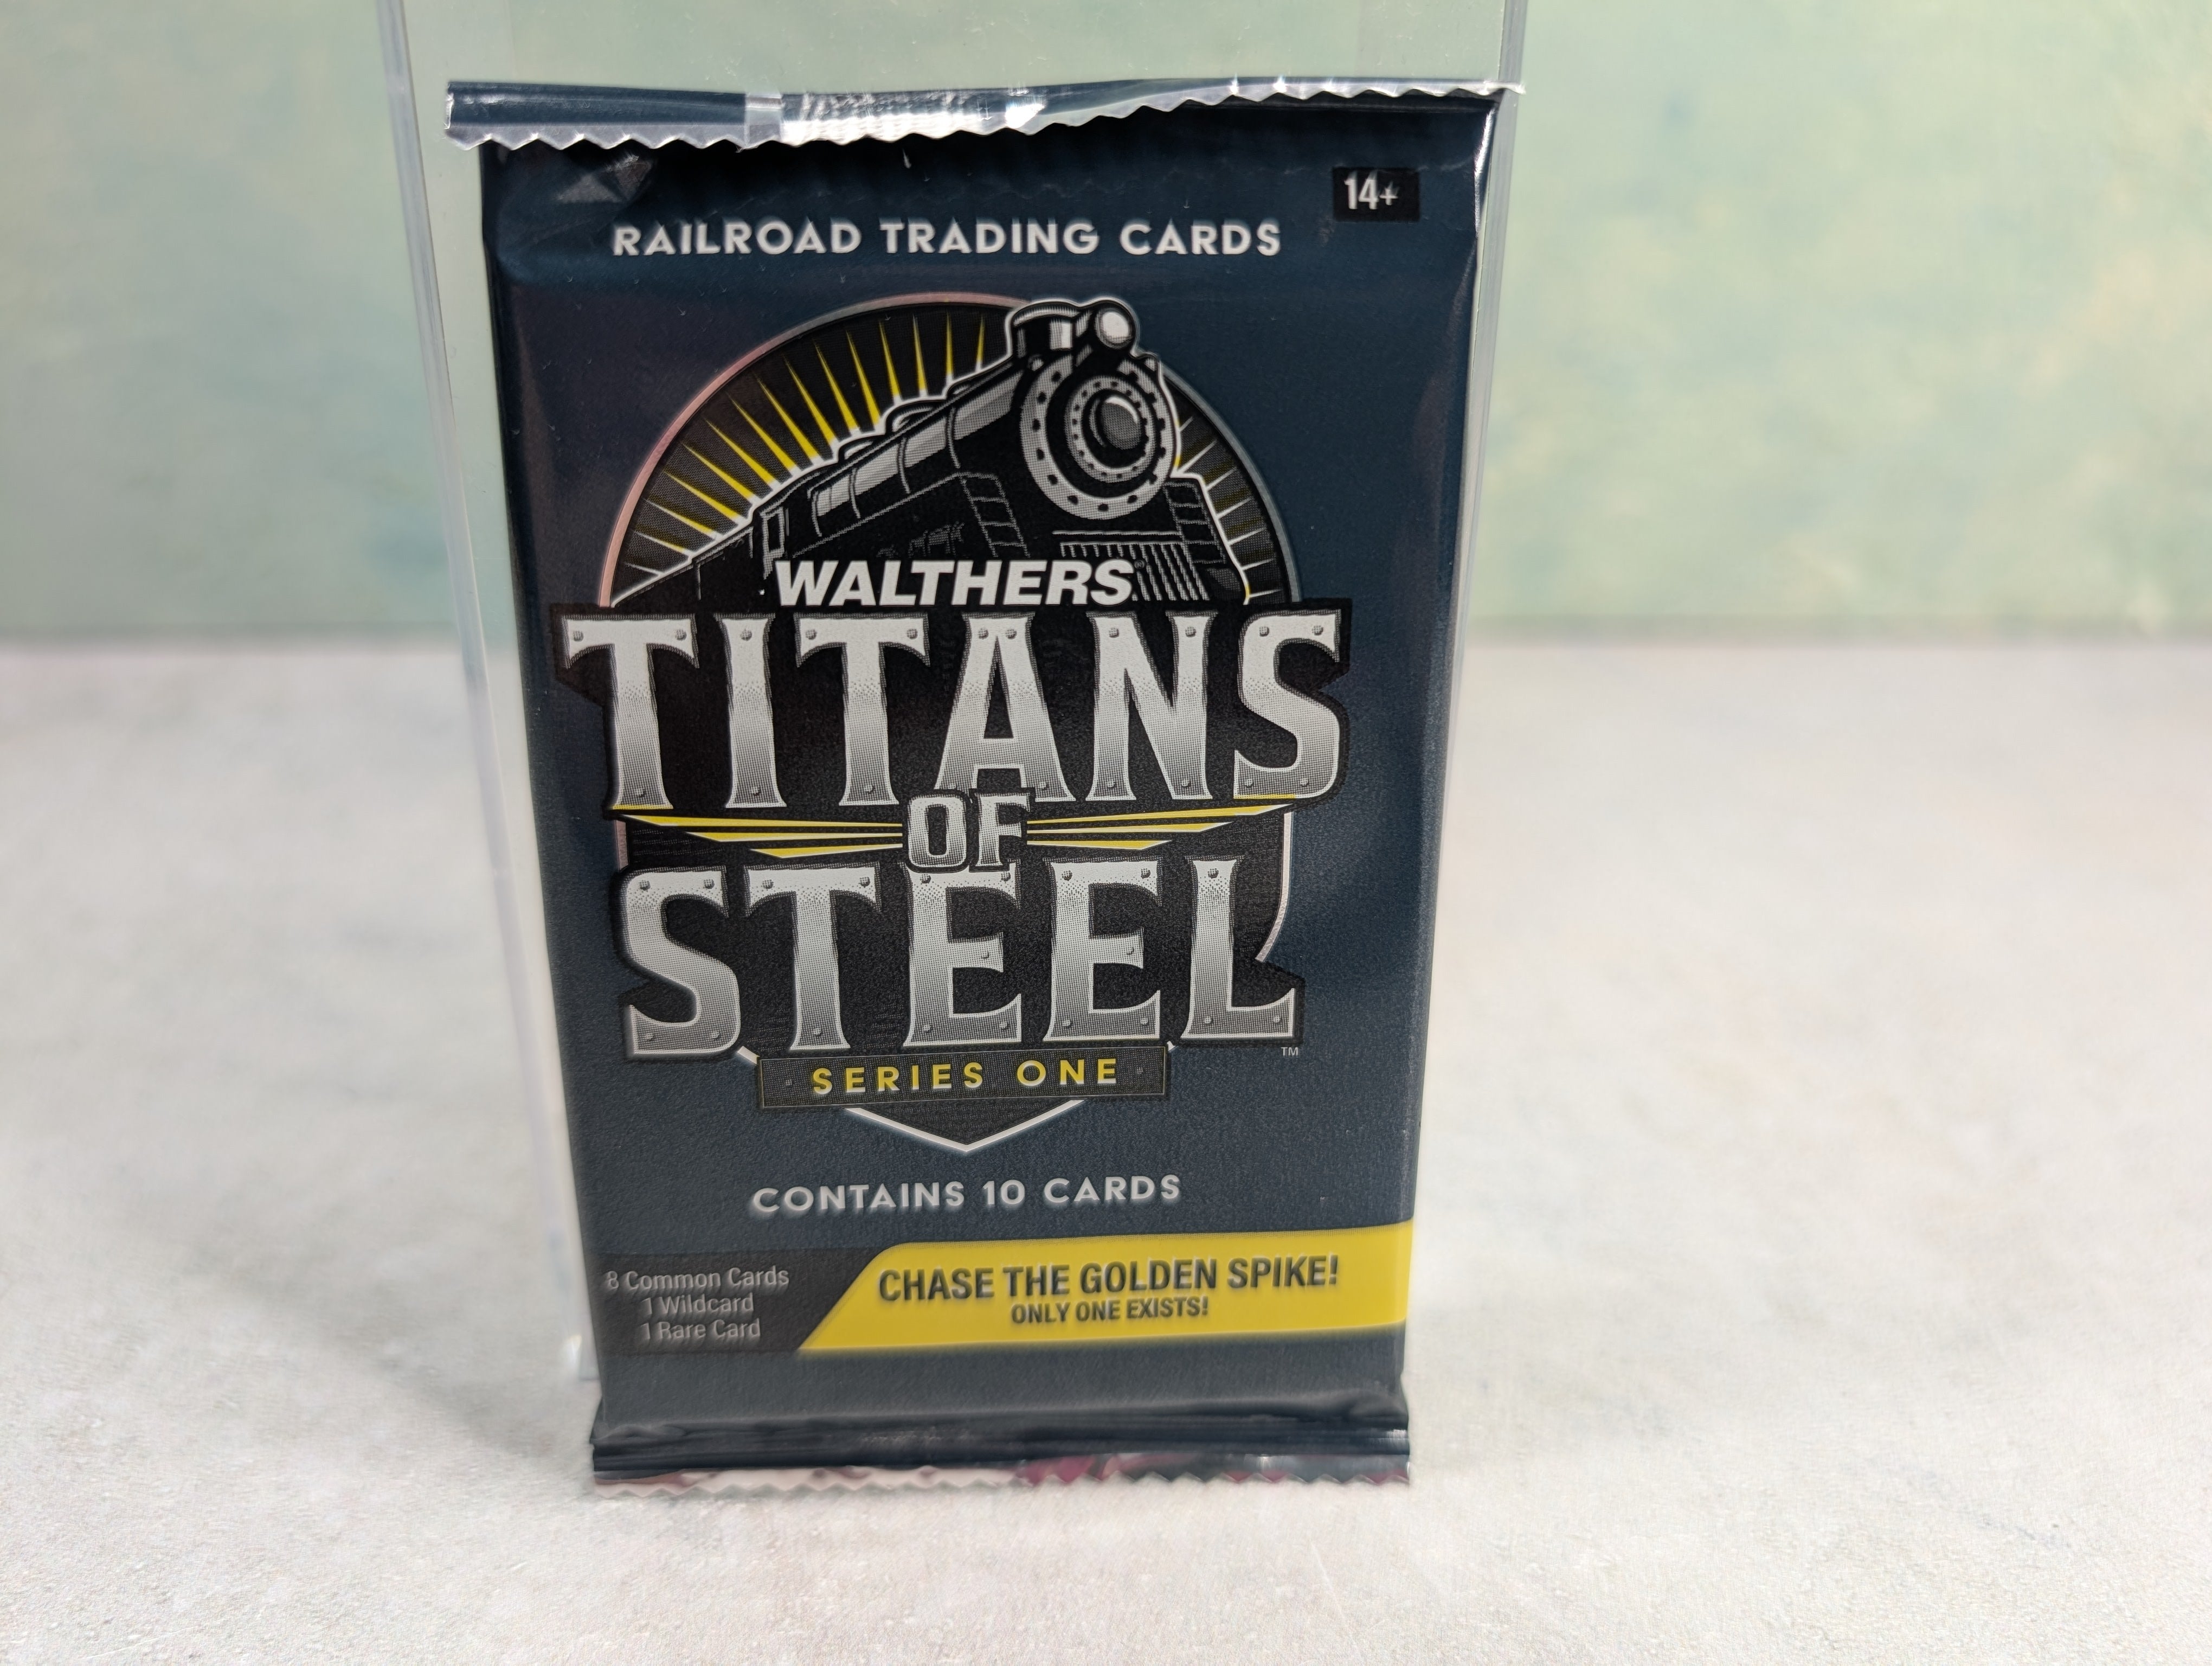 14+
RAILROAD TRADING CARDS
WALTHERS
TITANS
OF
STEEL
TM
SERIES ONE
CONTAINS 10 CARDS
8 Common Cards
1 Wildcard
1 Rare Card
CHASE THE GOLDEN SPIKE!
ONLY ONE EXISTS!